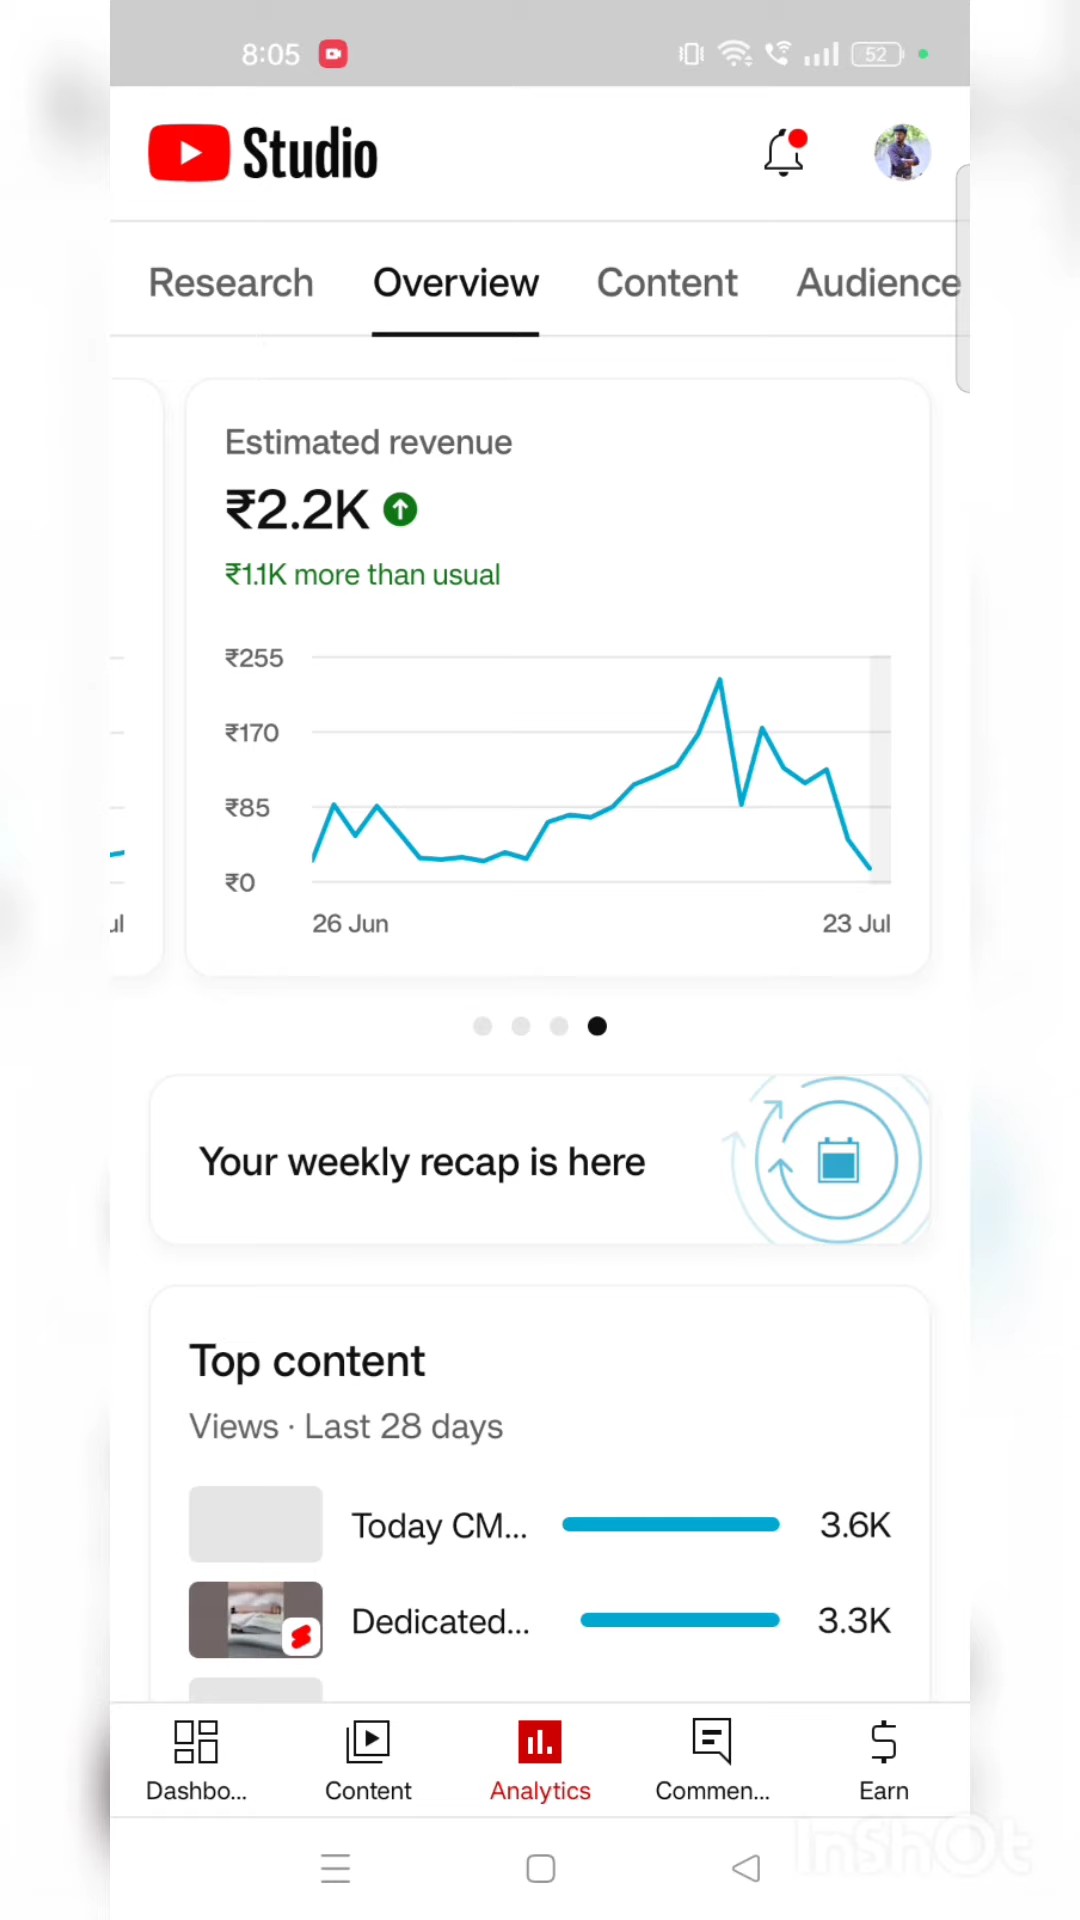 8:05
52
Studio
Research Overview Content Audience
Estimated revenue
₹2.2K
₹1.1K more than usual
₹255
₹170
₹85
₹0
26 Jun 23 Jul
ul
Your weekly recap is here
Top content
Views · Last 28 days
Today CM... 3.6K
Dedicated... 3.3K
Dashbo... Content Analytics Commen... Earn
InShOt